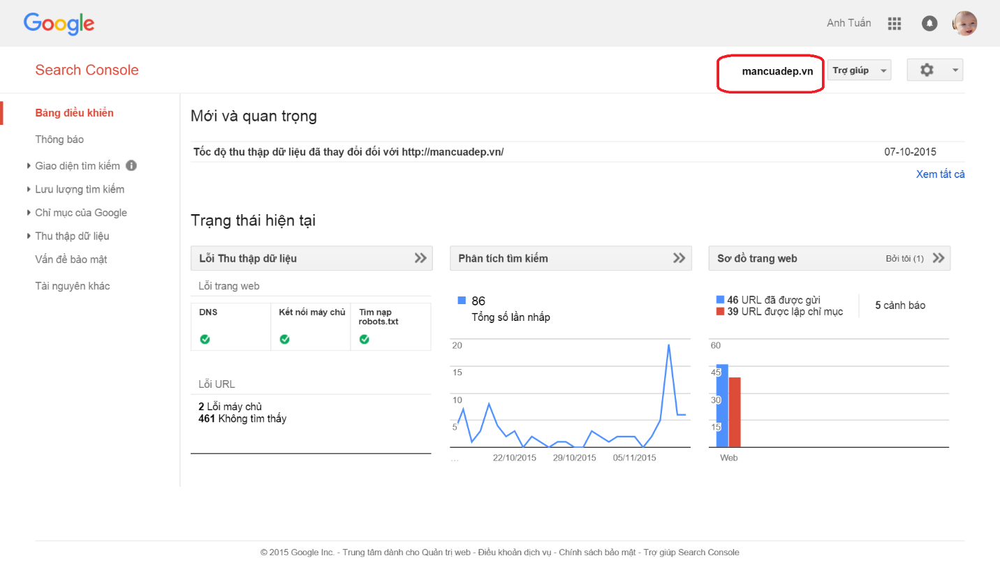 Google
Anh Tuấn
Search Console
mancuadep.vn
Trợ giúp
Bảng điều khiển
Thông báo
Giao diện tìm kiếm
Lưu lượng tìm kiếm
Chỉ mục của Google
Thu thập dữ liệu
Vấn đề bảo mật
Tài nguyên khác
Mới và quan trọng
Tốc độ thu thập dữ liệu đã thay đổi đối với http://mancuadep.vn/ 07-10-2015
Xem tất cả
Trạng thái hiện tại
Lỗi Thu thập dữ liệu
Lỗi trang web
DNS
Kết nối máy chủ
Tìm nạp
robots.txt
Lỗi URL
2 Lỗi máy chủ
461 Không tìm thấy
Phân tích tìm kiếm
86
Tổng số lần nhấp
20
15
10
5
... 22/10/2015 29/10/2015 05/11/2015
Sơ đồ trang web Bởi tôi (1)
46 URL đã được gửi
39 URL được lập chỉ mục
5 cảnh báo
60
45
30
15
Web
© 2015 Google Inc. - Trung tâm dành cho Quản trị web - Điều khoản dịch vụ - Chính sách bảo mật - Trợ giúp Search Console